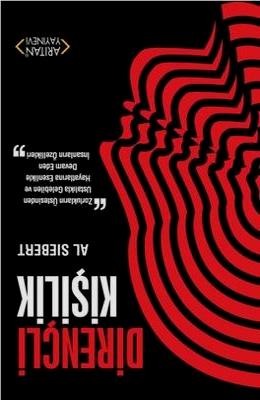 DİRENÇLİ
KİŞİLİK
AL SIEBERT
“
Zorlukların Üstesinden
Ustalıkla Gelebilen ve
Hayatlarına Esenlikle
Devam Eden
İnsanların Özellikleri
”
ARITAN
YAYINEVİ